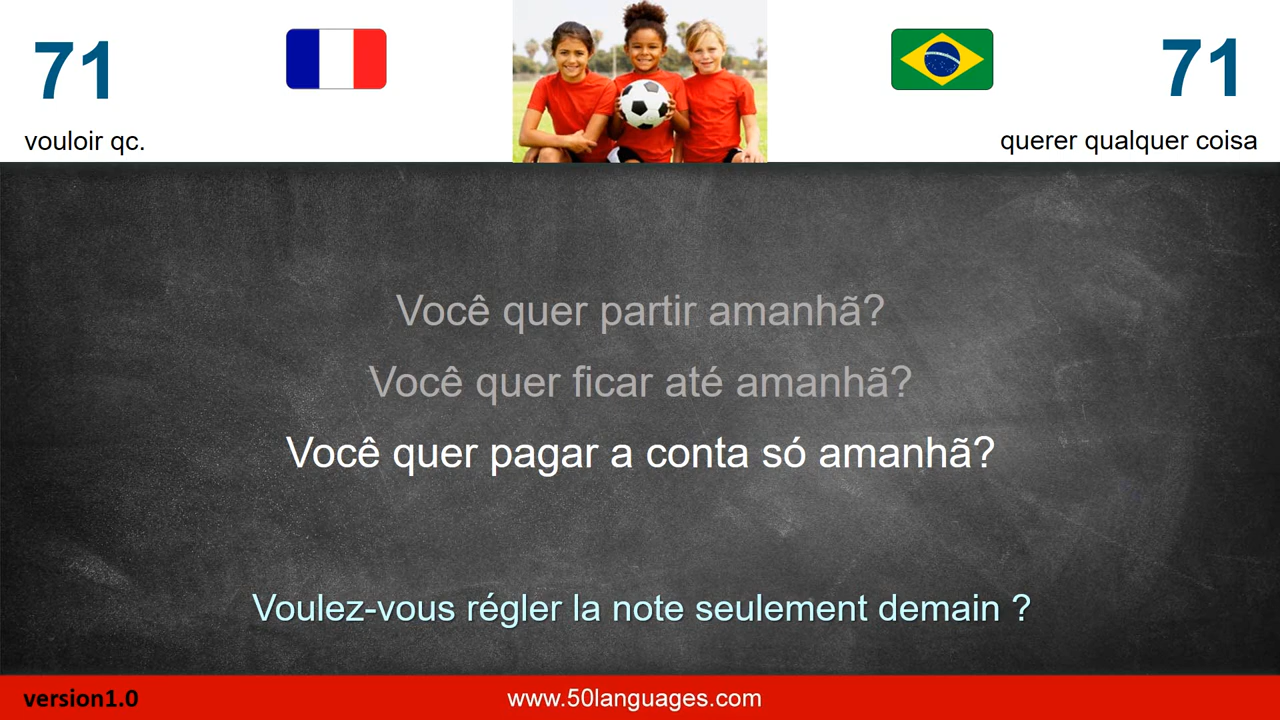 71
71
vouloir qc.
querer qualquer coisa
Você quer partir amanhã?
Você quer ficar até amanhã?
Você quer pagar a conta só amanhã?
Voulez-vous régler la note seulement demain ?
version1.0
www.50languages.com